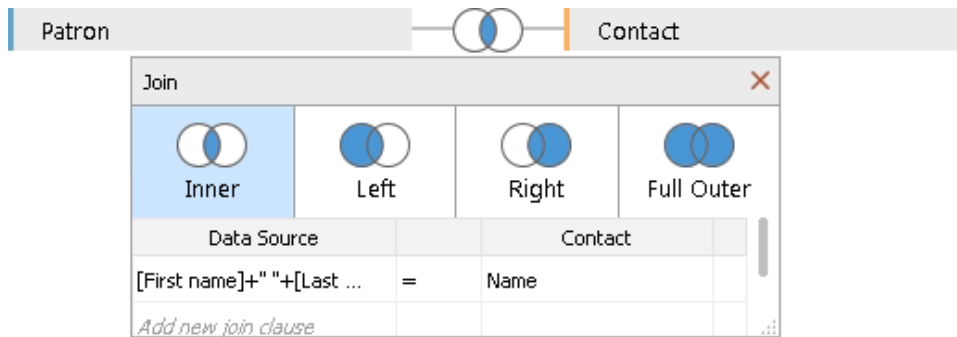 Patron Contact
Join
Inner Left Right Full Outer
Data Source Contact
[First name]+" "+[Last ... = Name
Add new join clause